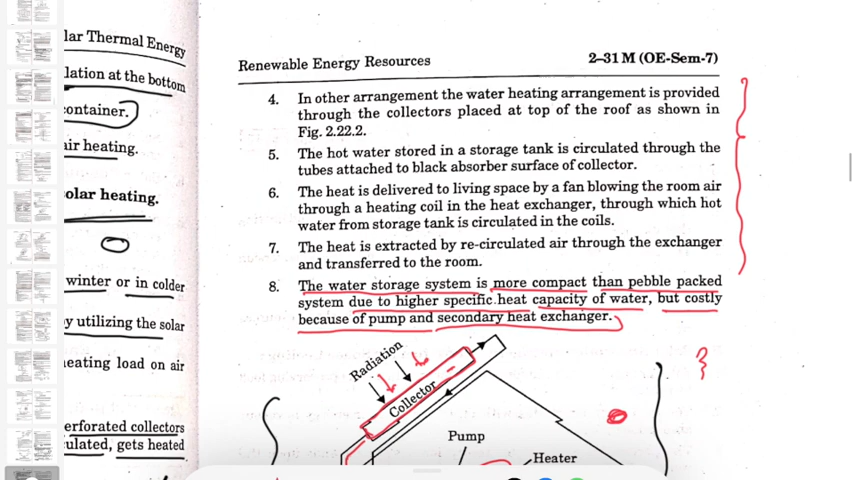 lar Thermal Energy
lation at the bottom
container.
air heating.
olar heating.
winter or in colder
y utilizing the solar
eating load on air
erforated collectors
ulated, gets heated
Renewable Energy Resources
2–31 M (OE-Sem-7)
4. In other arrangement the water heating arrangement is provided
through the collectors placed at top of the roof as shown in
Fig. 2.22.2.
5. The hot water stored in a storage tank is circulated through the
tubes attached to black absorber surface of collector.
6. The heat is delivered to living space by a fan blowing the room air
through a heating coil in the heat exchanger, through which hot
water from storage tank is circulated in the coils.
7. The heat is extracted by re-circulated air through the exchanger
and transferred to the room.
8. The water storage system is more compact than pebble packed
system due to higher specific heat capacity of water, but costly
because of pump and secondary heat exchanger.
Radiation
Collector
Pump
Heater